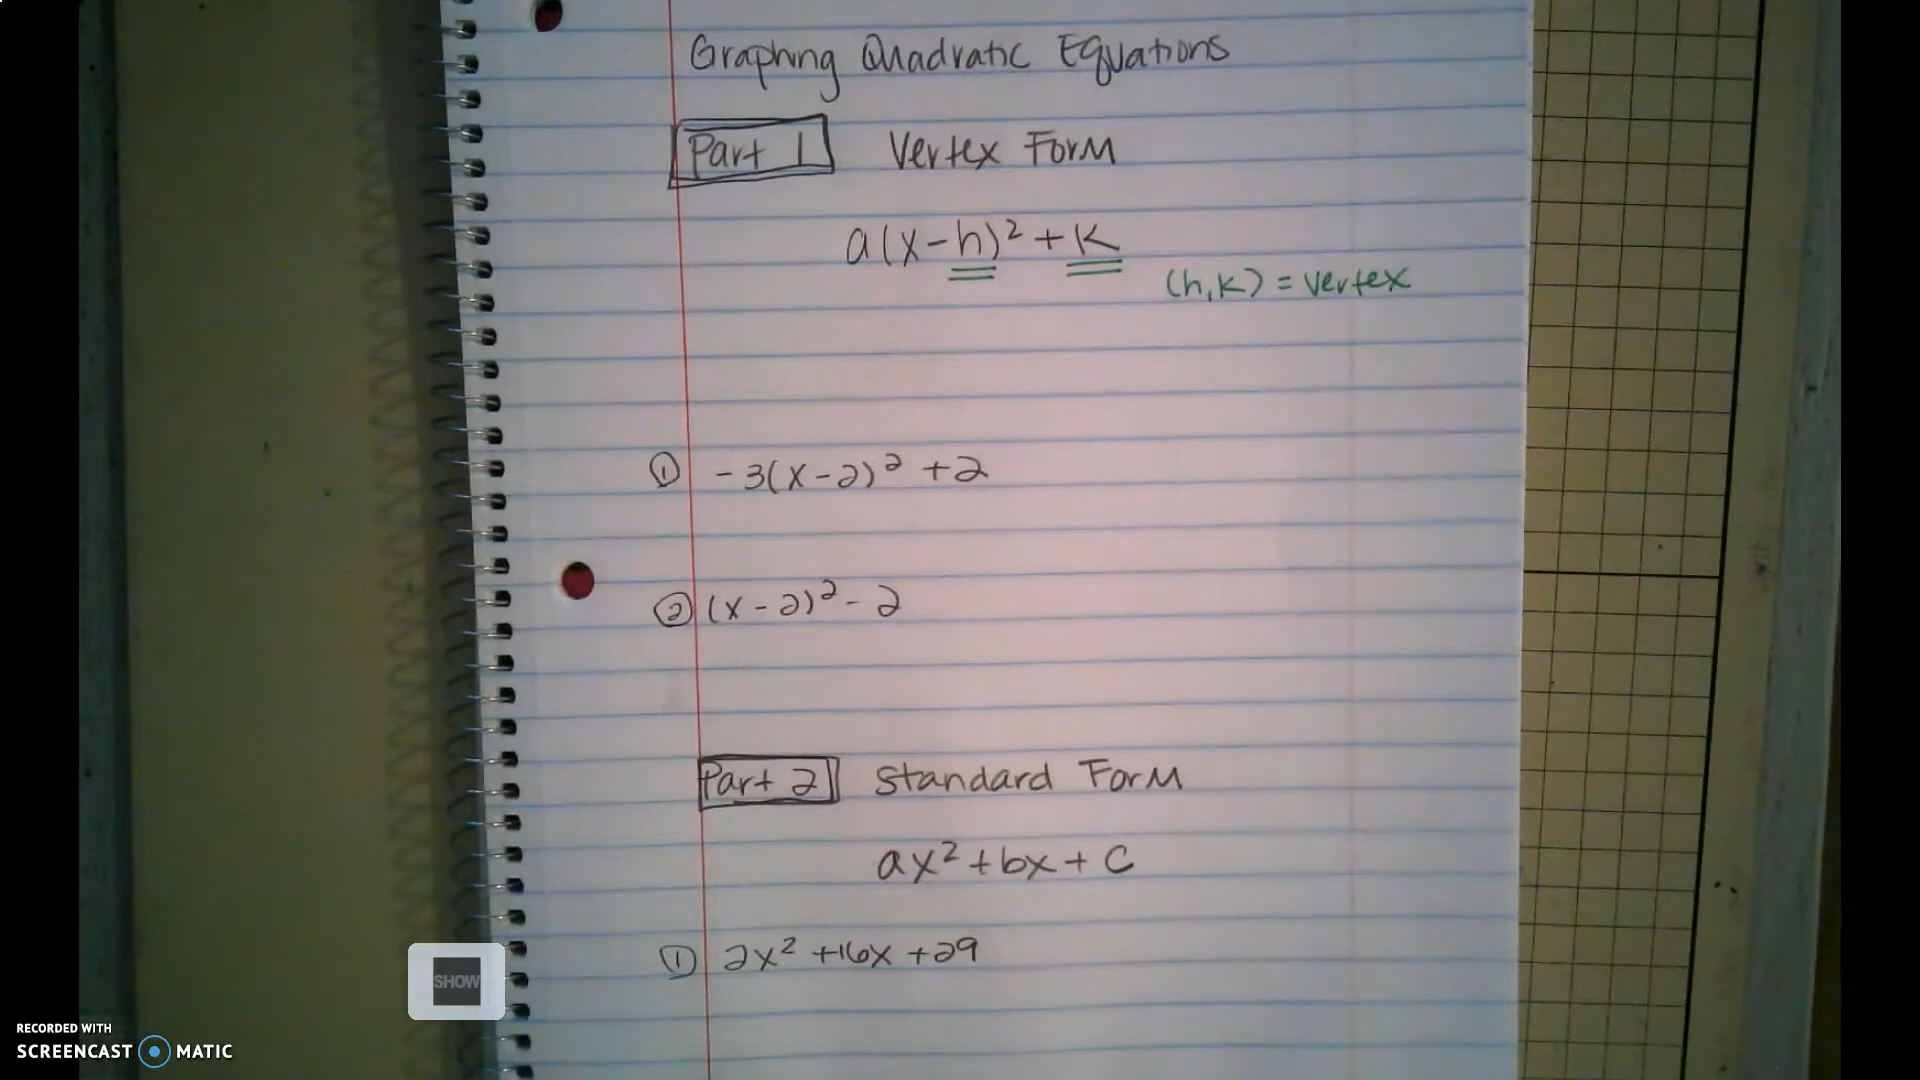 Graphing Quadratic Equations
Part 1 Vertex Form
a(x-h)² + k
(h,k) = vertex
① -3(x-2)² +2
② (x-2)² - 2
Part 2 Standard Form
ax² + bx + c
① 2x² +16x +29
SHOW
RECORDED WITH
SCREENCAST MATIC